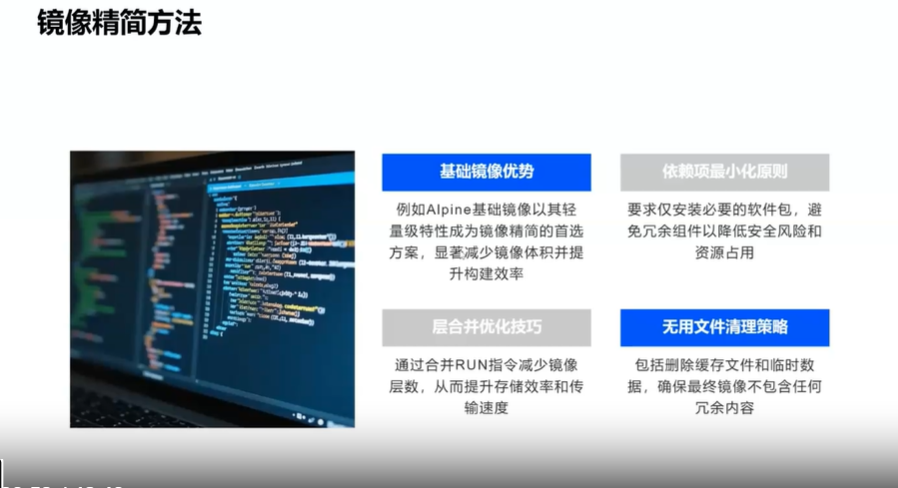 镜像精简方法
基础镜像优势
例如Alpine基础镜像以其轻
量级特性成为镜像精简的首选
方案，显著减少镜像体积并提
升构建效率
依赖项最小化原则
要求仅安装必要的软件包，避
免冗余组件以降低安全风险和
资源占用
层合并优化技巧
通过合并RUN指令减少镜像
层数，从而提升存储效率和传
输速度
无用文件清理策略
包括删除缓存文件和临时数
据，确保最终镜像不包含任何
冗余内容